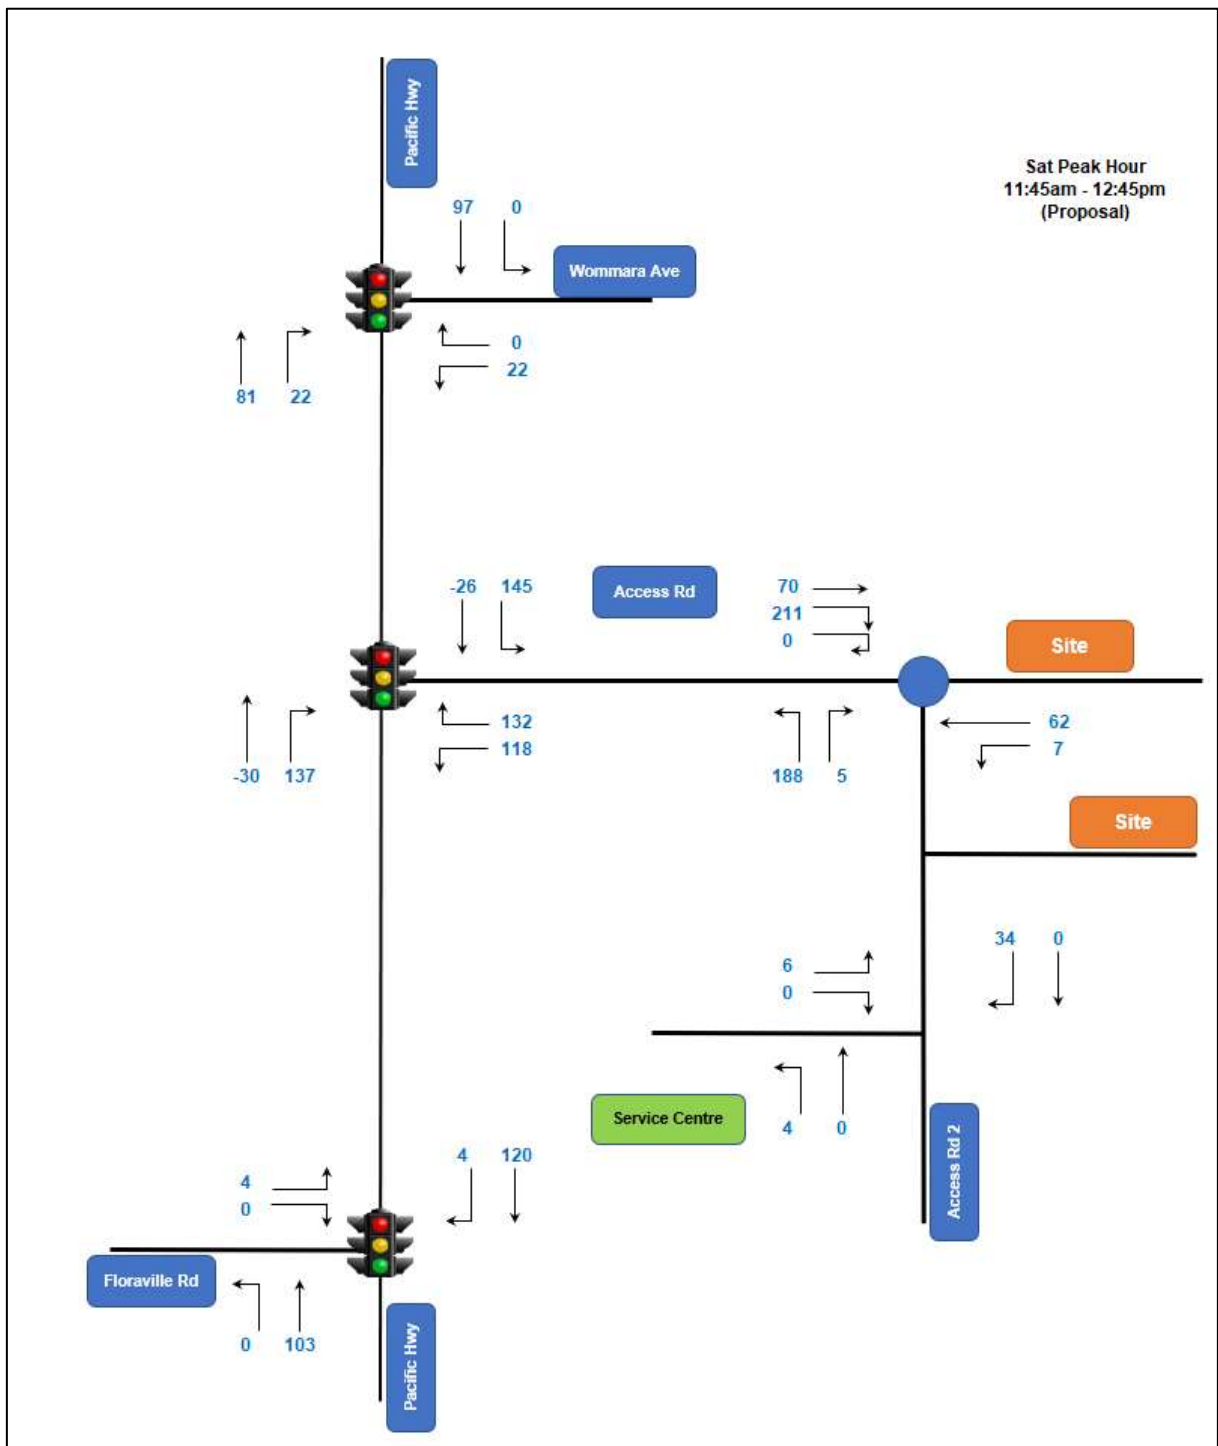 Pacific Hwy
Sat Peak Hour
11:45am - 12:45pm
(Proposal)
97 0
Wommara Ave
0
22
81 22
-26 145
Access Rd
70
211
0
Site
132
118
-30 137
188 5
62
7
Site
34 0
6
0
Service Centre
4 0
Access Rd 2
4 120
4
0
Floraville Rd
0 103
Pacific Hwy